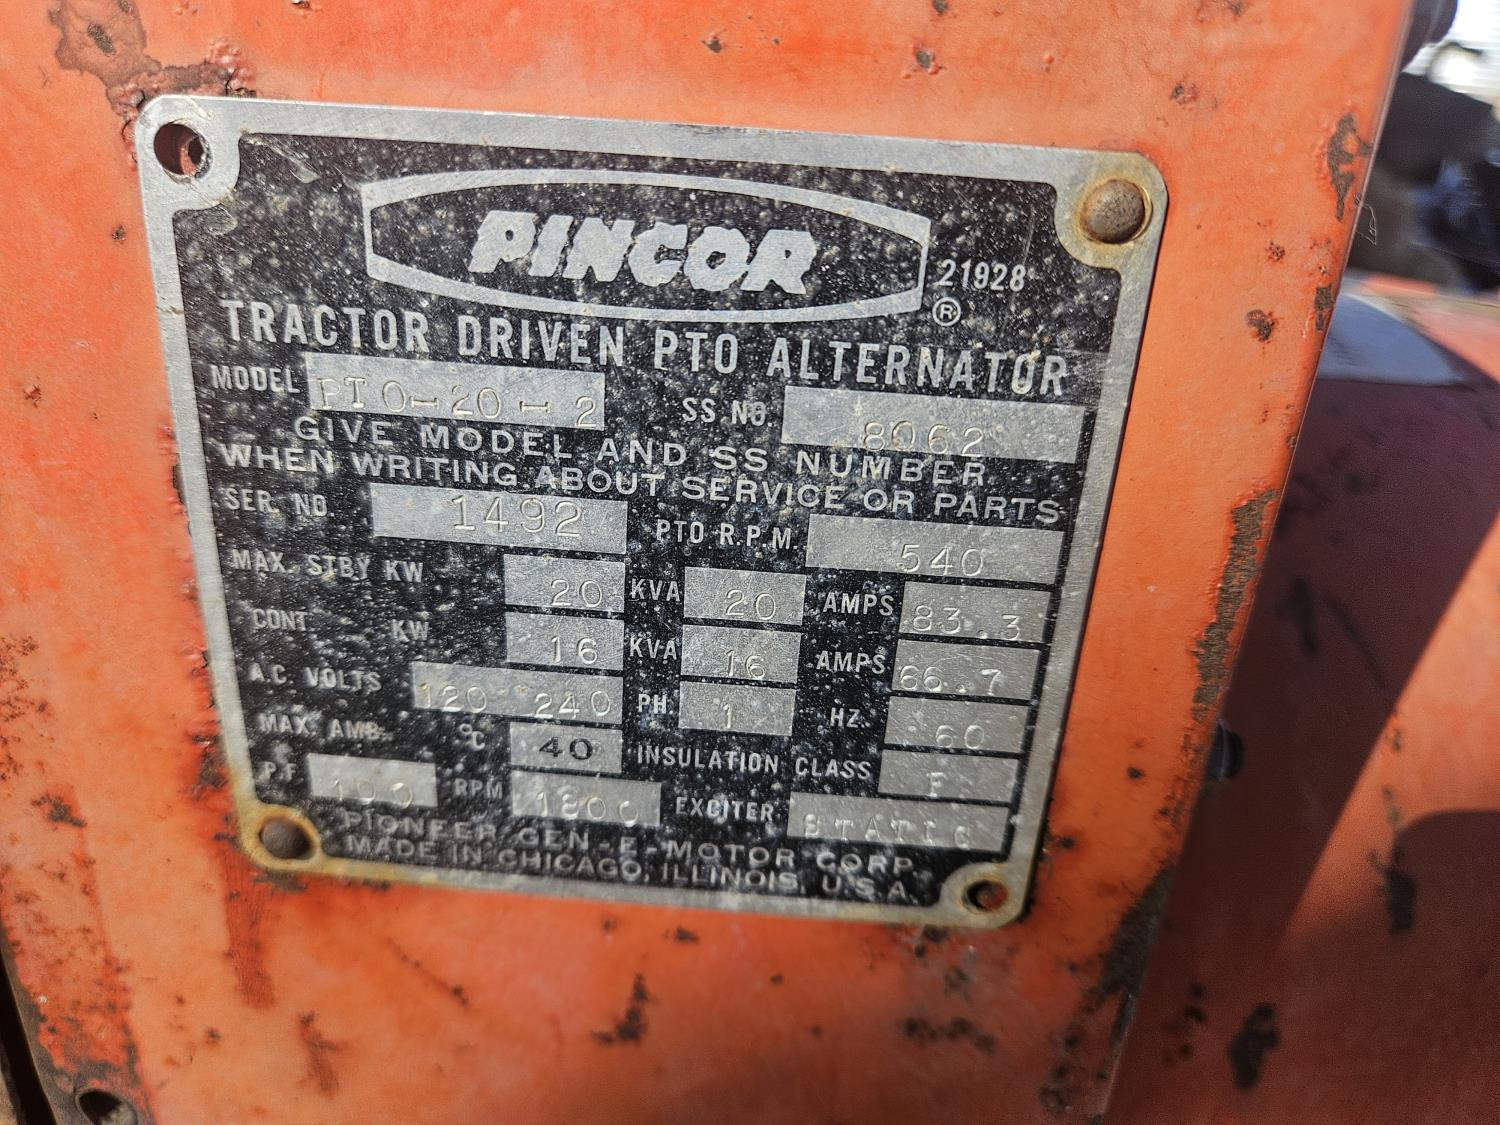 PINCOR
21928
®
TRACTOR DRIVEN PTO ALTERNATOR
MODEL PTO-20-2 SS NO. 8062
GIVE MODEL AND SS NUMBER
WHEN WRITING ABOUT SERVICE OR PARTS
SER. NO. 1492 PTO R.P.M. 540
MAX. STBY KW 20 KVA 20 AMPS 83.3
CONT. KW 16 KVA 16 AMPS 66.7
A.C. VOLTS 120 - 240 PH 1 HZ. 60
MAX. AMB. °C 40 INSULATION CLASS F
P.F. 100 RPM 1800 EXCITER STATIC
PIONEER GEN-E-MOTOR CORP.
MADE IN CHICAGO, ILLINOIS, U.S.A.